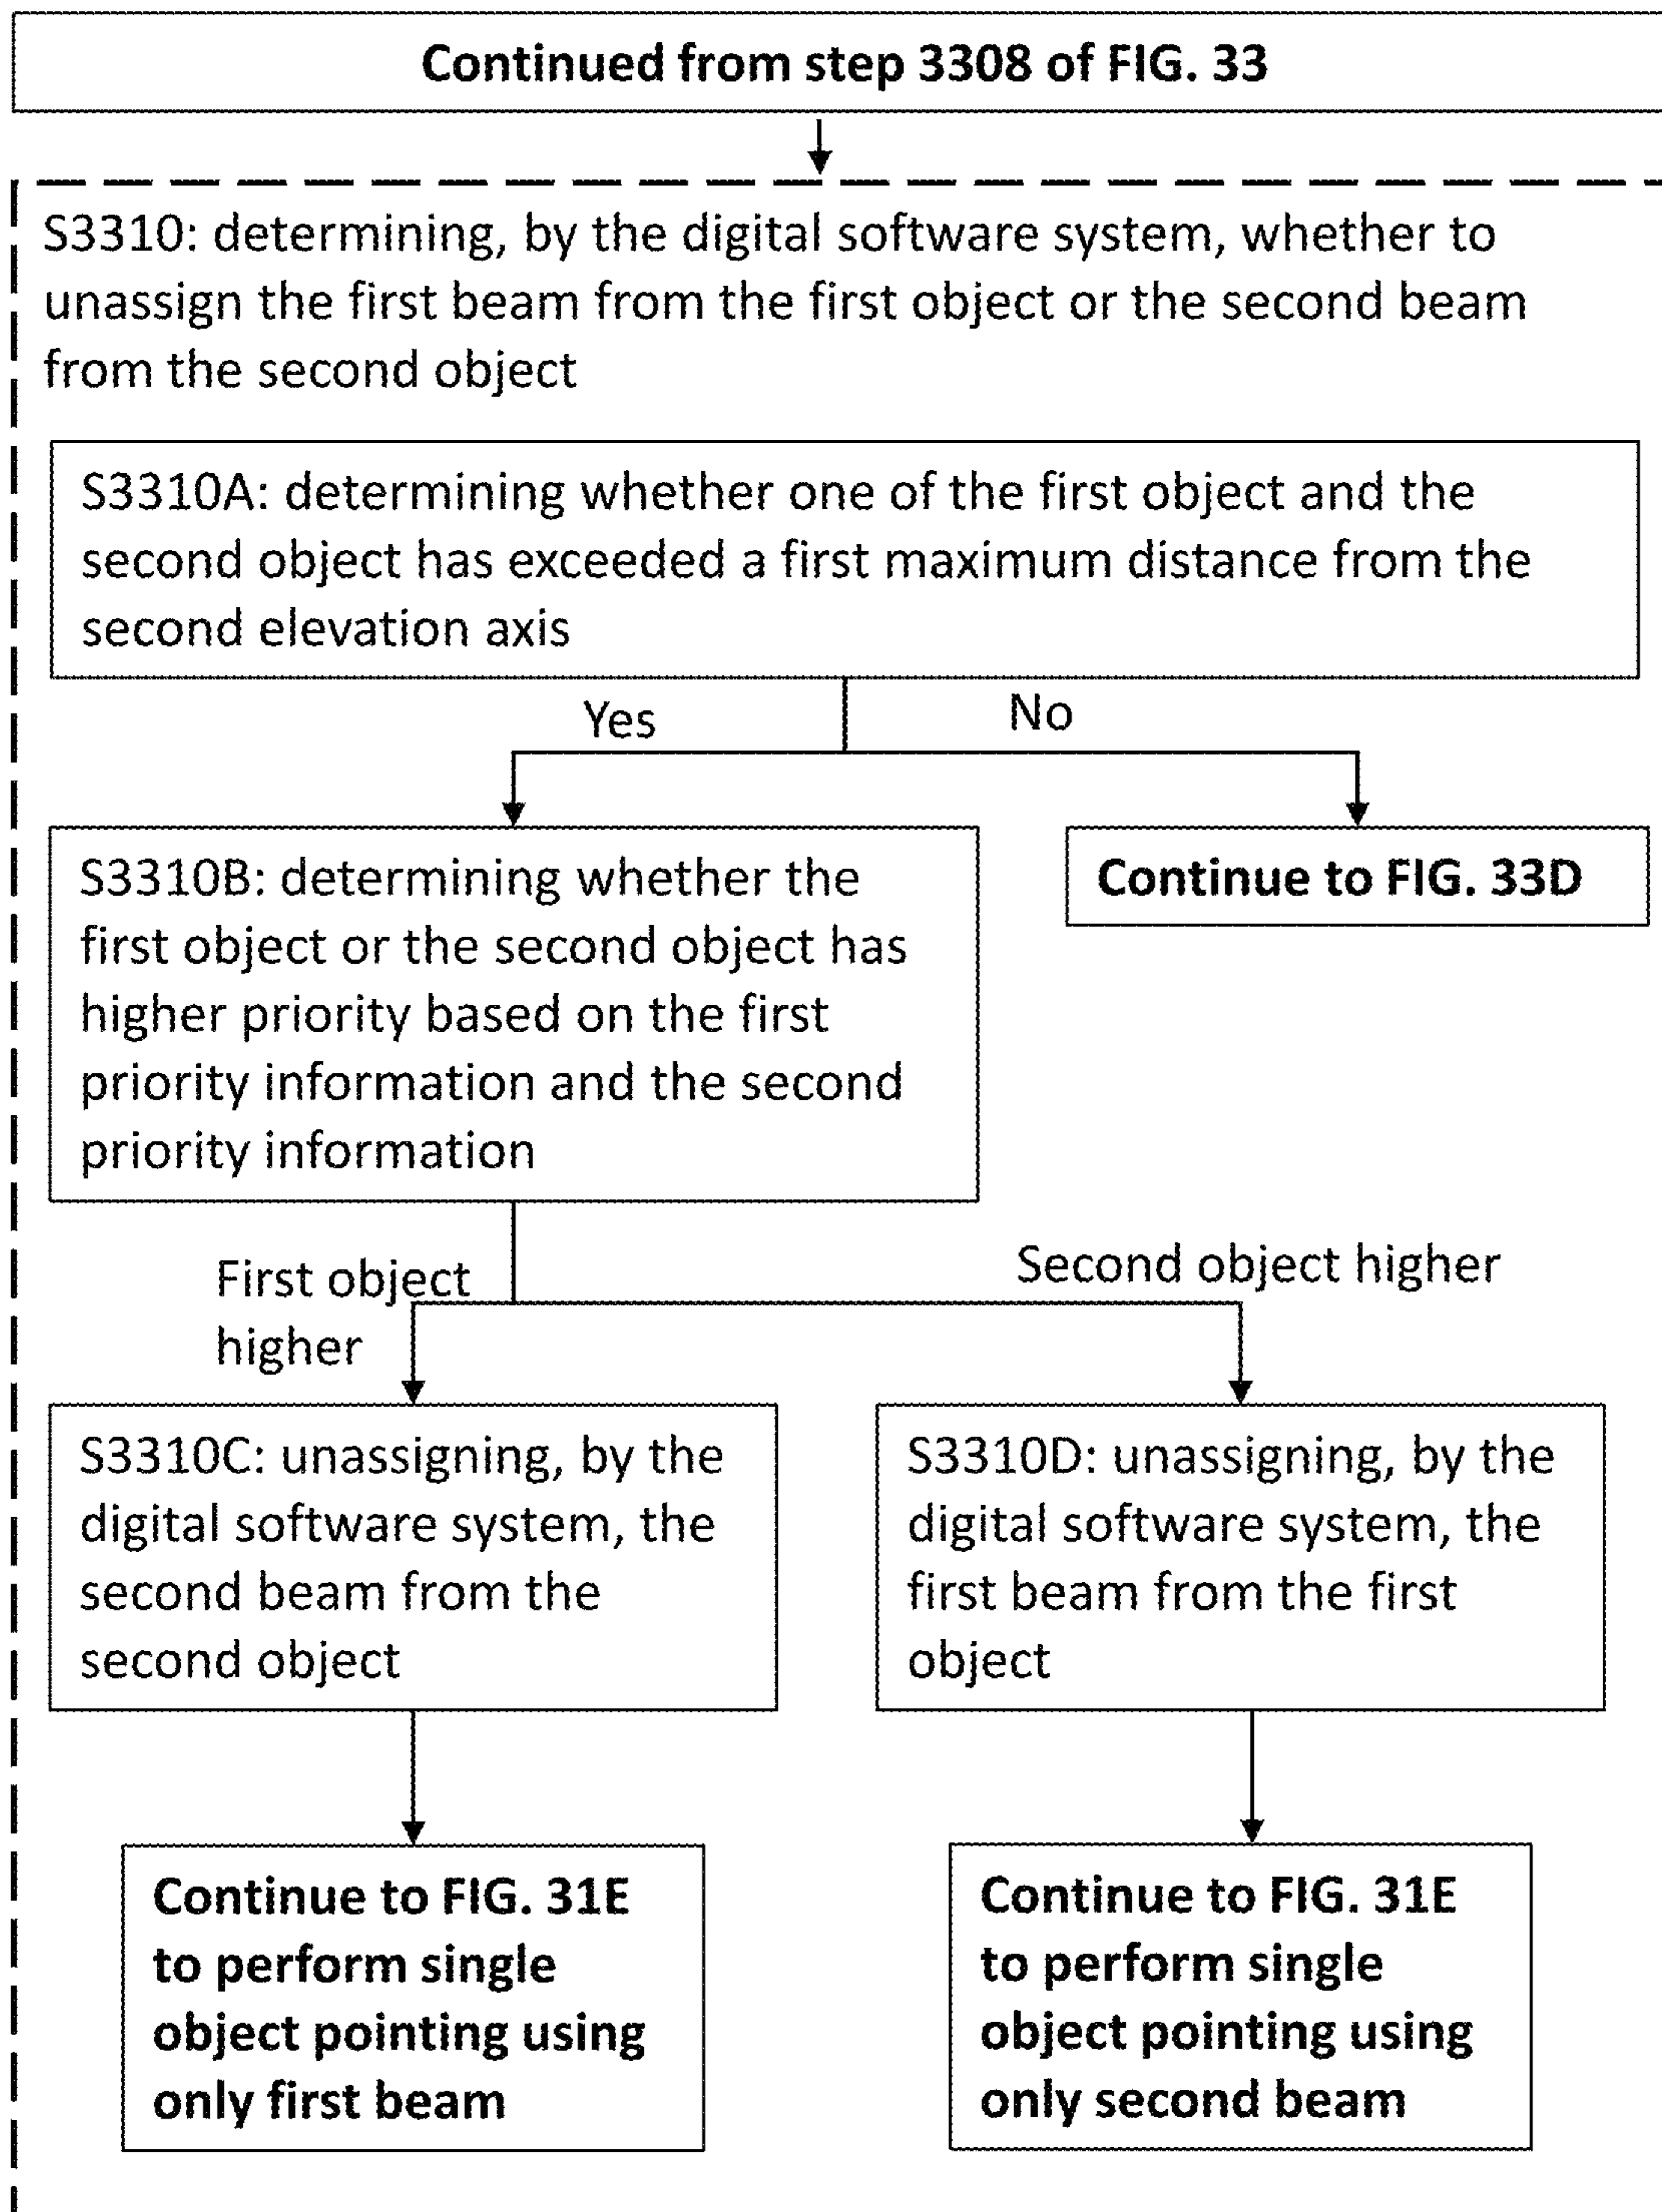 Continued from step 3308 of FIG. 33
S3310: determining, by the digital software system, whether to
unassign the first beam from the first object or the second beam
from the second object
S3310A: determining whether one of the first object and the
second object has exceeded a first maximum distance from the
second elevation axis
Yes
No
S3310B: determining whether the
first object or the second object has
higher priority based on the first
priority information and the second
priority information
Continue to FIG. 33D
First object
higher
Second object higher
S3310C: unassigning, by the
digital software system, the
second beam from the
second object
S3310D: unassigning, by the
digital software system, the
first beam from the first
object
Continue to FIG. 31E
to perform single
object pointing using
only first beam
Continue to FIG. 31E
to perform single
object pointing using
only second beam